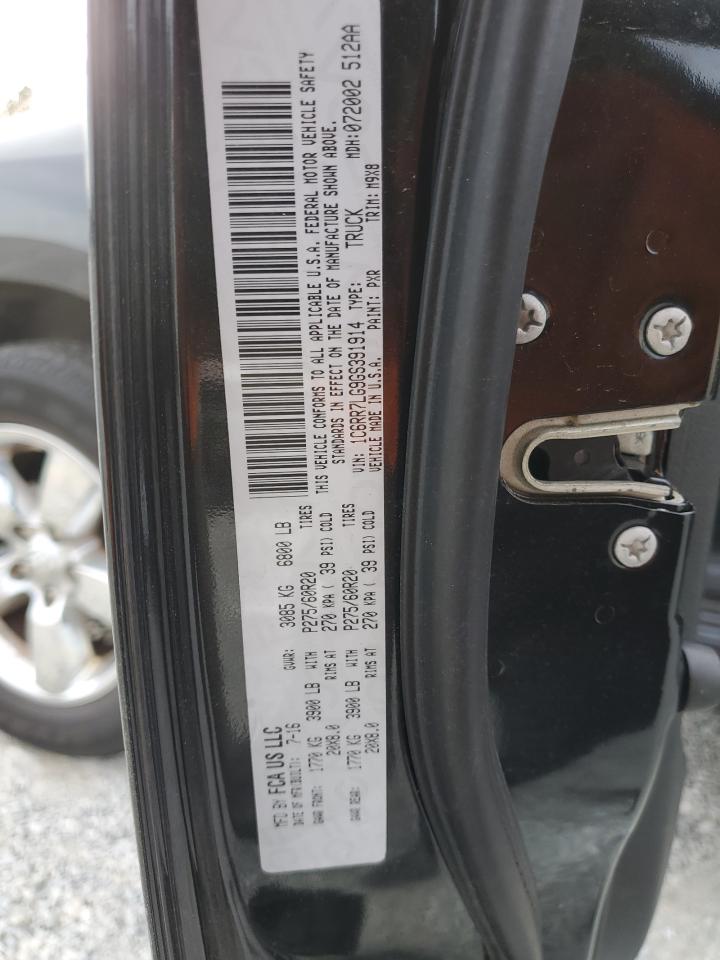 MFD BY FCA US LLC
DATE OF MFR(BUILT): 7-16 GVWR: 3085 KG 6800 LB
GAWR FRONT: 1770 KG 3900 LB WITH P275/60R20 TIRES
20X8.0 RIMS AT 270 KPA ( 39 PSI) COLD
GAWR REAR: 1770 KG 3900 LB WITH P275/60R20 TIRES
20X8.0 RIMS AT 270 KPA ( 39 PSI) COLD
THIS VEHICLE CONFORMS TO ALL APPLICABLE U.S.A. FEDERAL MOTOR VEHICLE SAFETY
STANDARDS IN EFFECT ON THE DATE OF MANUFACTURE SHOWN ABOVE.
VIN: 1C6RR7LG9GS391914 TYPE: TRUCK MDH:072002 512AA
VEHICLE MADE IN U.S.A. PAINT: PXR TRIM: M9X8